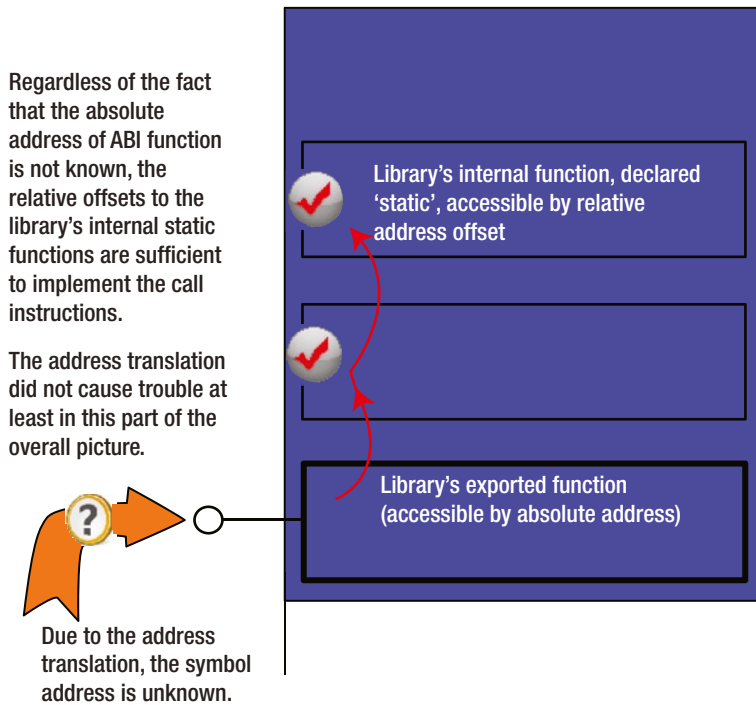 Regardless of the fact
that the absolute
address of ABI function
is not known, the
relative offsets to the
library’s internal static
functions are sufficient
to implement the call
instructions.
The address translation
did not cause trouble at
least in this part of the
overall picture.
?
Due to the address
translation, the symbol
address is unknown.
Library’s internal function, declared
‘static’, accessible by relative
address offset
Library’s exported function
(accessible by absolute address)